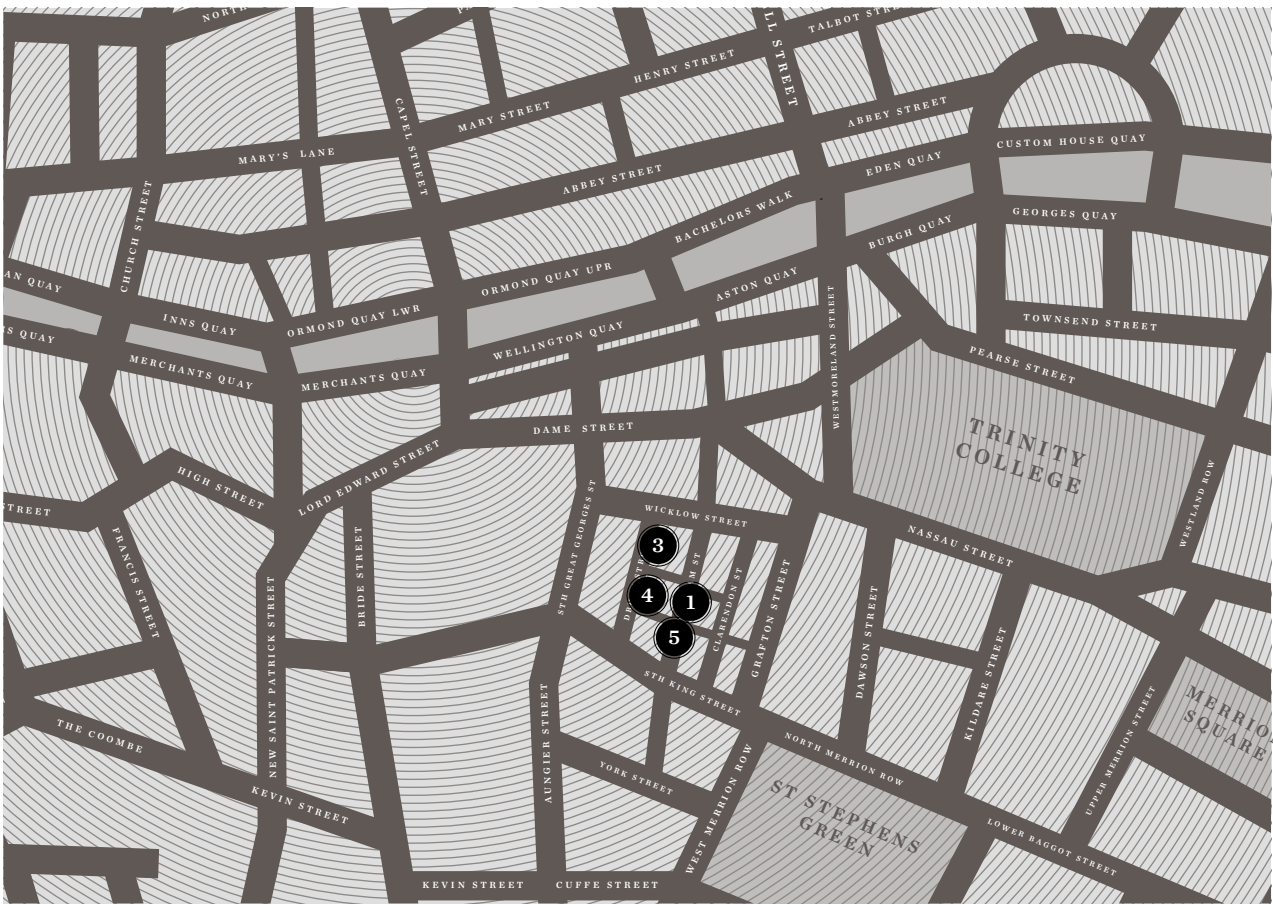 NORTH
TALBOT STRE
LL STREET
HENRY STREET
CAPEL STREET
MARY STREET
ABBEY STREET
MARY'S LANE
CUSTOM HOUSE QUAY
EDEN QUAY
ABBEY STREET
CHURCH STREET
BACHELORS WALK
GEORGES QUAY
BURGH QUAY
AN QUAY
ORMOND QUAY UPR
ASTON QUAY
INNS QUAY
ORMOND QUAY LWR
TOWNSEND STREET
S QUAY
WELLINGTON QUAY
WESTMORELAND STREET
MERCHANTS QUAY
MERCHANTS QUAY
PEARSE STREET
DAME STREET
TRINITY
COLLEGE
LORD EDWARD STREET
HIGH STREET
STREET
WESTLAND ROW
STH GREAT GEORGES ST
WICKLOW STREET
NASSAU STREET
3
M ST
4
1
5
FRANCIS STREET
BRIDE STREET
CLARENDON ST
GRAFTON STREET
DAWSON STREET
KILDARE STREET
NEW SAINT PATRICK STREET
STH KING STREET
MERRIO
SQUARE
UPPER MERRION STREET
THE COOMBE
AUNGIER STREET
YORK STREET
NORTH MERRION ROW
WEST MERRION ROW
KEVIN STREET
ST STEPHENS
GREEN
LOWER BAGGOT STREET
KEVIN STREET
CUFFE STREET